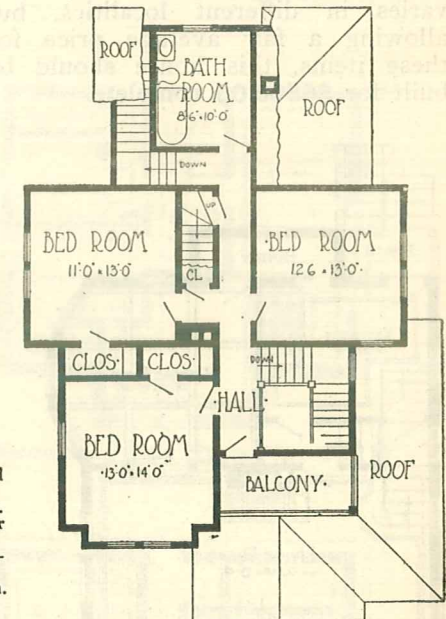 ROOF
BATH
ROOM
8'6"·10'0"
ROOF
DOWN
UP
BED ROOM
11'0"·13'0"
CL
BED ROOM
12 6·13'0"
CLOS·
CLOS·
DOWN
HALL
BED ROOM
13'0"·14'0"
BALCONY·
ROOF